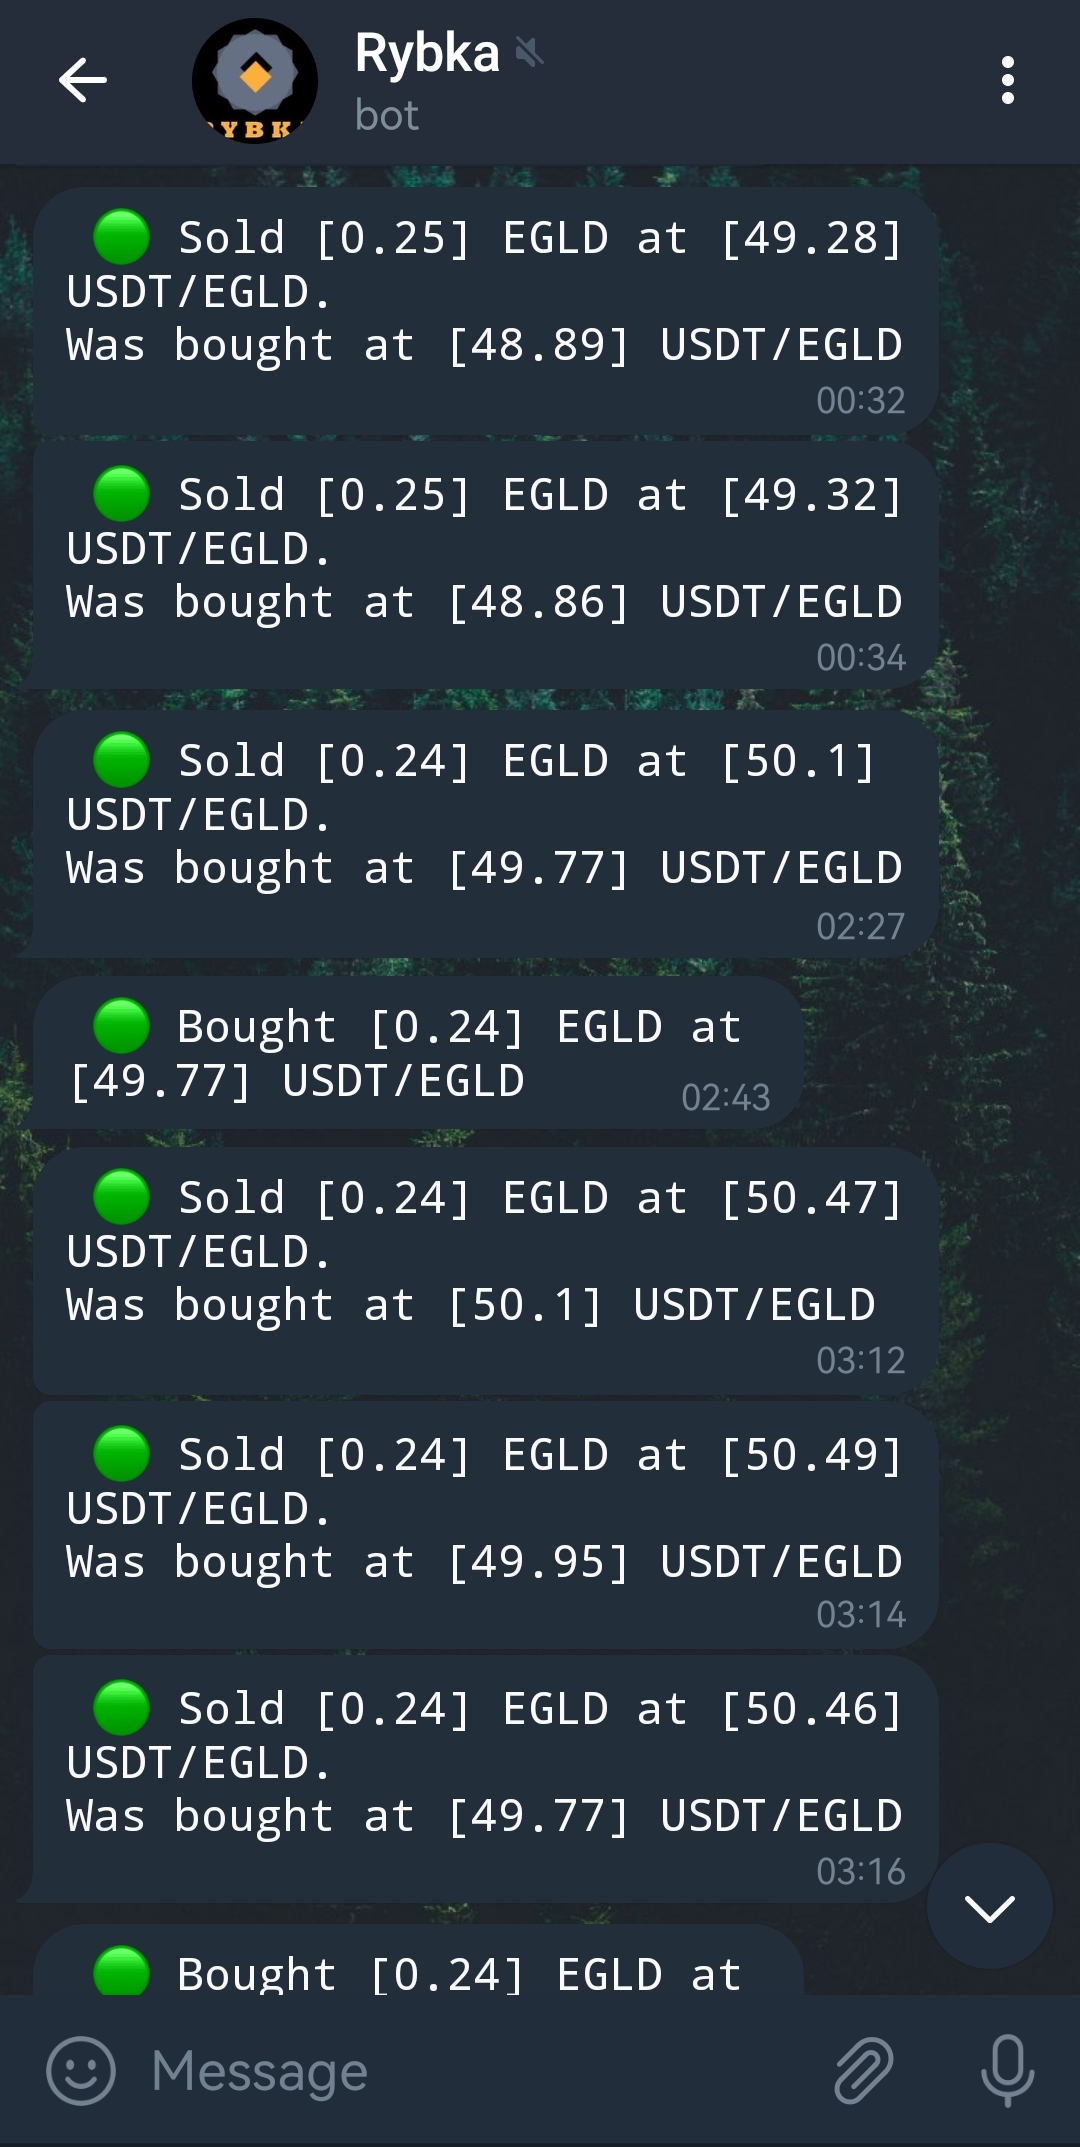 Rybka
bot
YBK
Sold [0.25] EGLD at [49.28]
USDT/EGLD.
Was bought at [48.89] USDT/EGLD
00:32
Sold [0.25] EGLD at [49.32]
USDT/EGLD.
Was bought at [48.86] USDT/EGLD
00:34
Sold [0.24] EGLD at [50.1]
USDT/EGLD.
Was bought at [49.77] USDT/EGLD
02:27
Bought [0.24] EGLD at
[49.77] USDT/EGLD
02:43
Sold [0.24] EGLD at [50.47]
USDT/EGLD.
Was bought at [50.1] USDT/EGLD
03:12
Sold [0.24] EGLD at [50.49]
USDT/EGLD.
Was bought at [49.95] USDT/EGLD
03:14
Sold [0.24] EGLD at [50.46]
USDT/EGLD.
Was bought at [49.77] USDT/EGLD
03:16
Bought [0.24] EGLD at
Message